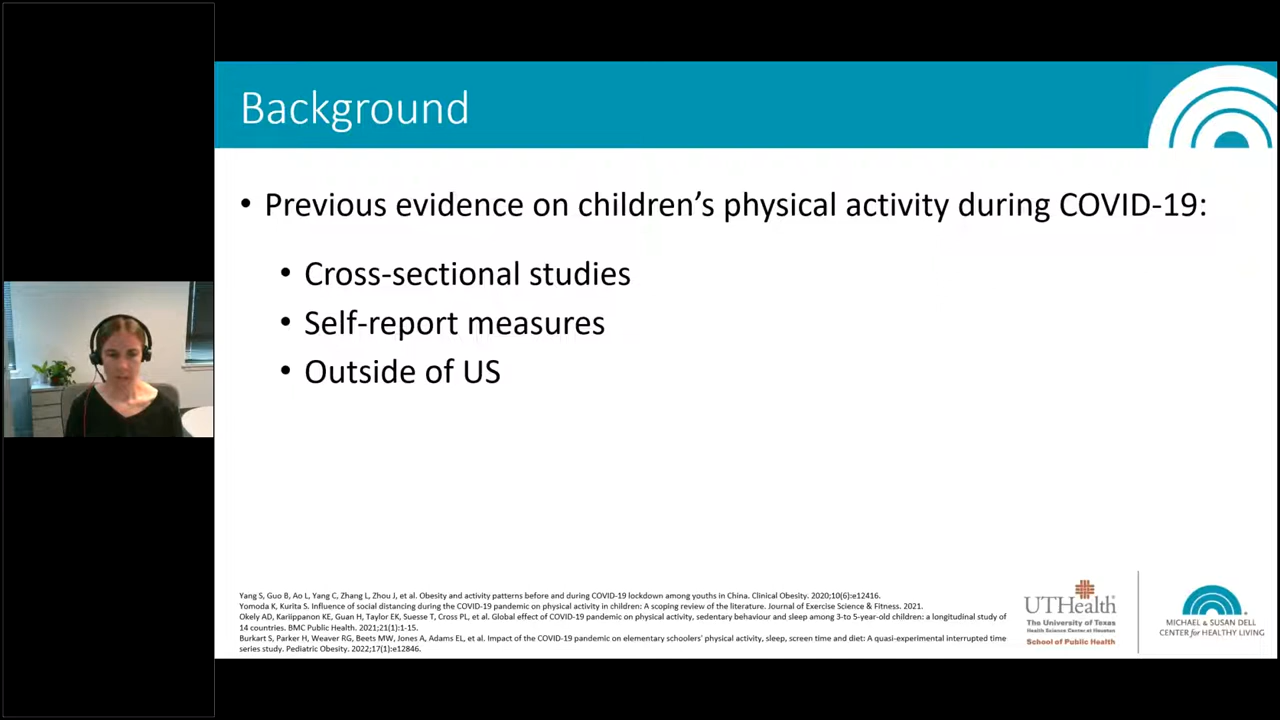 Background
• Previous evidence on children's physical activity during COVID-19:
• Cross-sectional studies
• Self-report measures
• Outside of US
Yang S, Guo B, Ao L, Yang C, Zhang L, Zhou J, et al. Obesity and activity patterns before and during COVID-19 lockdown among youths in China. Clinical Obesity. 2020;10(6):e12416.
Yomoda K, Kurita S. Influence of social distancing during the COVID-19 pandemic on physical activity in children: A scoping review of the literature. Journal of Exercise Science & Fitness. 2021.
Okely AD, Kariippanon KE, Guan H, Taylor EK, Suesse T, Cross PL, et al. Global effect of COVID-19 pandemic on physical activity, sedentary behaviour and sleep among 3-to 5-year-old children: a longitudinal study of
14 countries. BMC Public Health. 2021;21(1):1-15.
Burkart S, Parker H, Weaver RG, Beets MW, Jones A, Adams EL, et al. Impact of the COVID-19 pandemic on elementary schoolers' physical activity, sleep, screen time and diet: A quasi-experimental interrupted time
series study. Pediatric Obesity. 2022;17(1):e12846.
UTHealth
The University of Texas
Health Science Center at Houston
School of Public Health
MICHAEL & SUSAN DELL
CENTER for HEALTHY LIVING